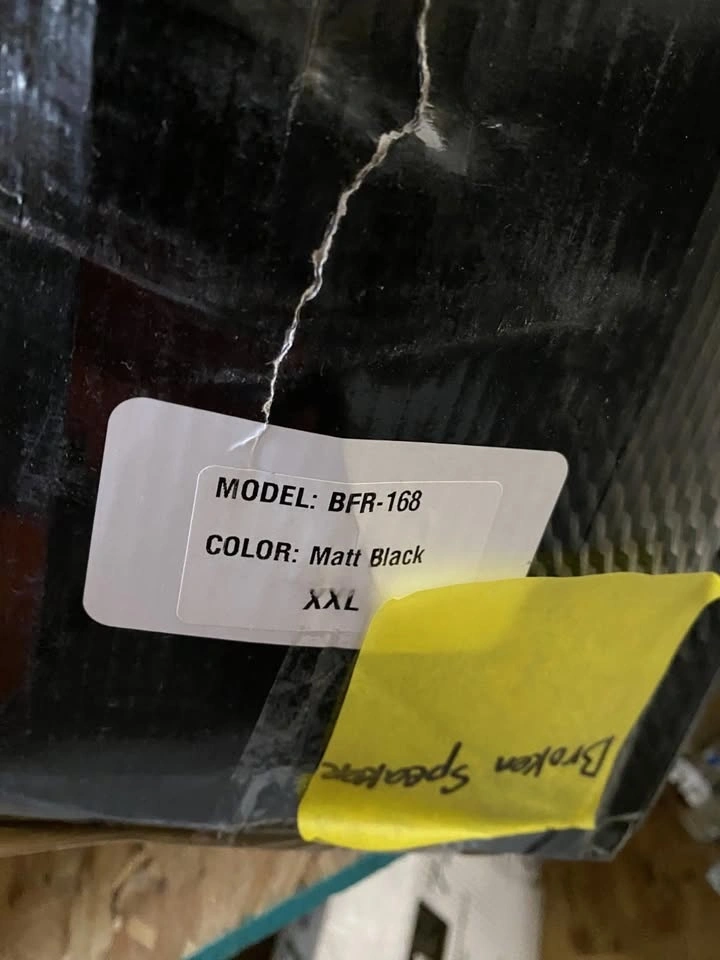 MODEL: BFR-168
COLOR: Matt Black
XXL
Broken Speaker